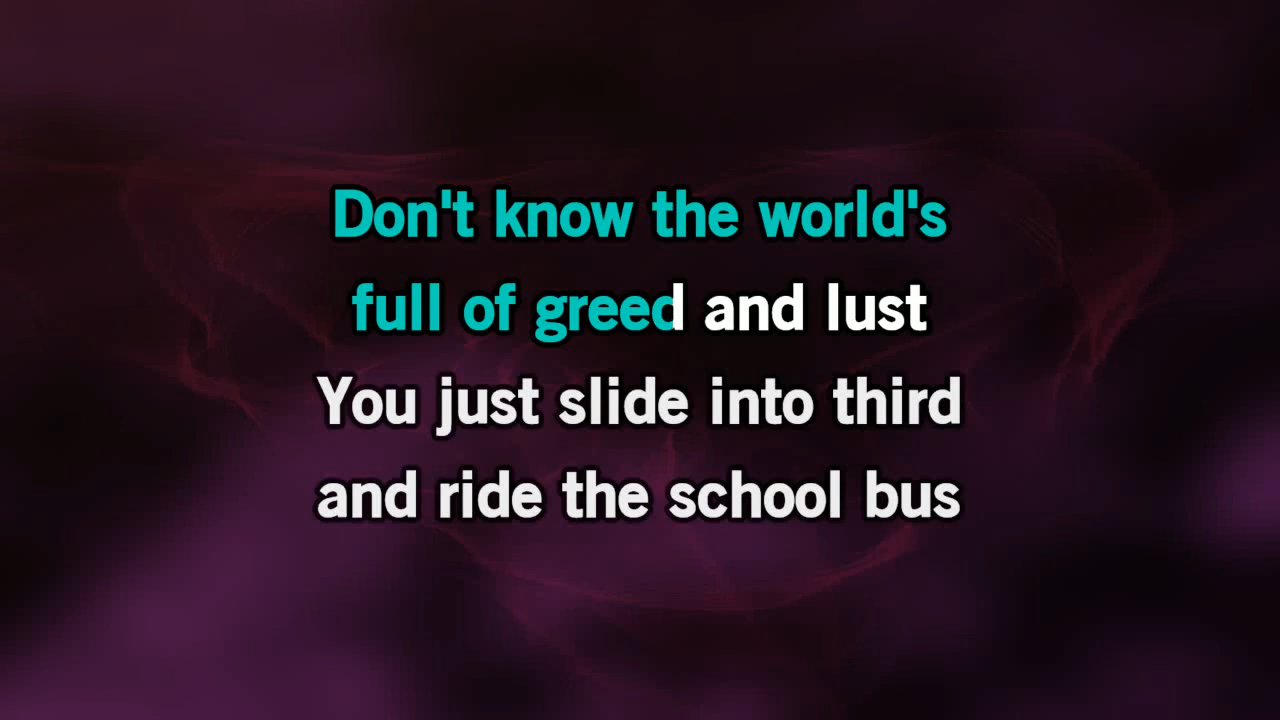 Don't know the world's
full of greed and lust
You just slide into third
and ride the school bus